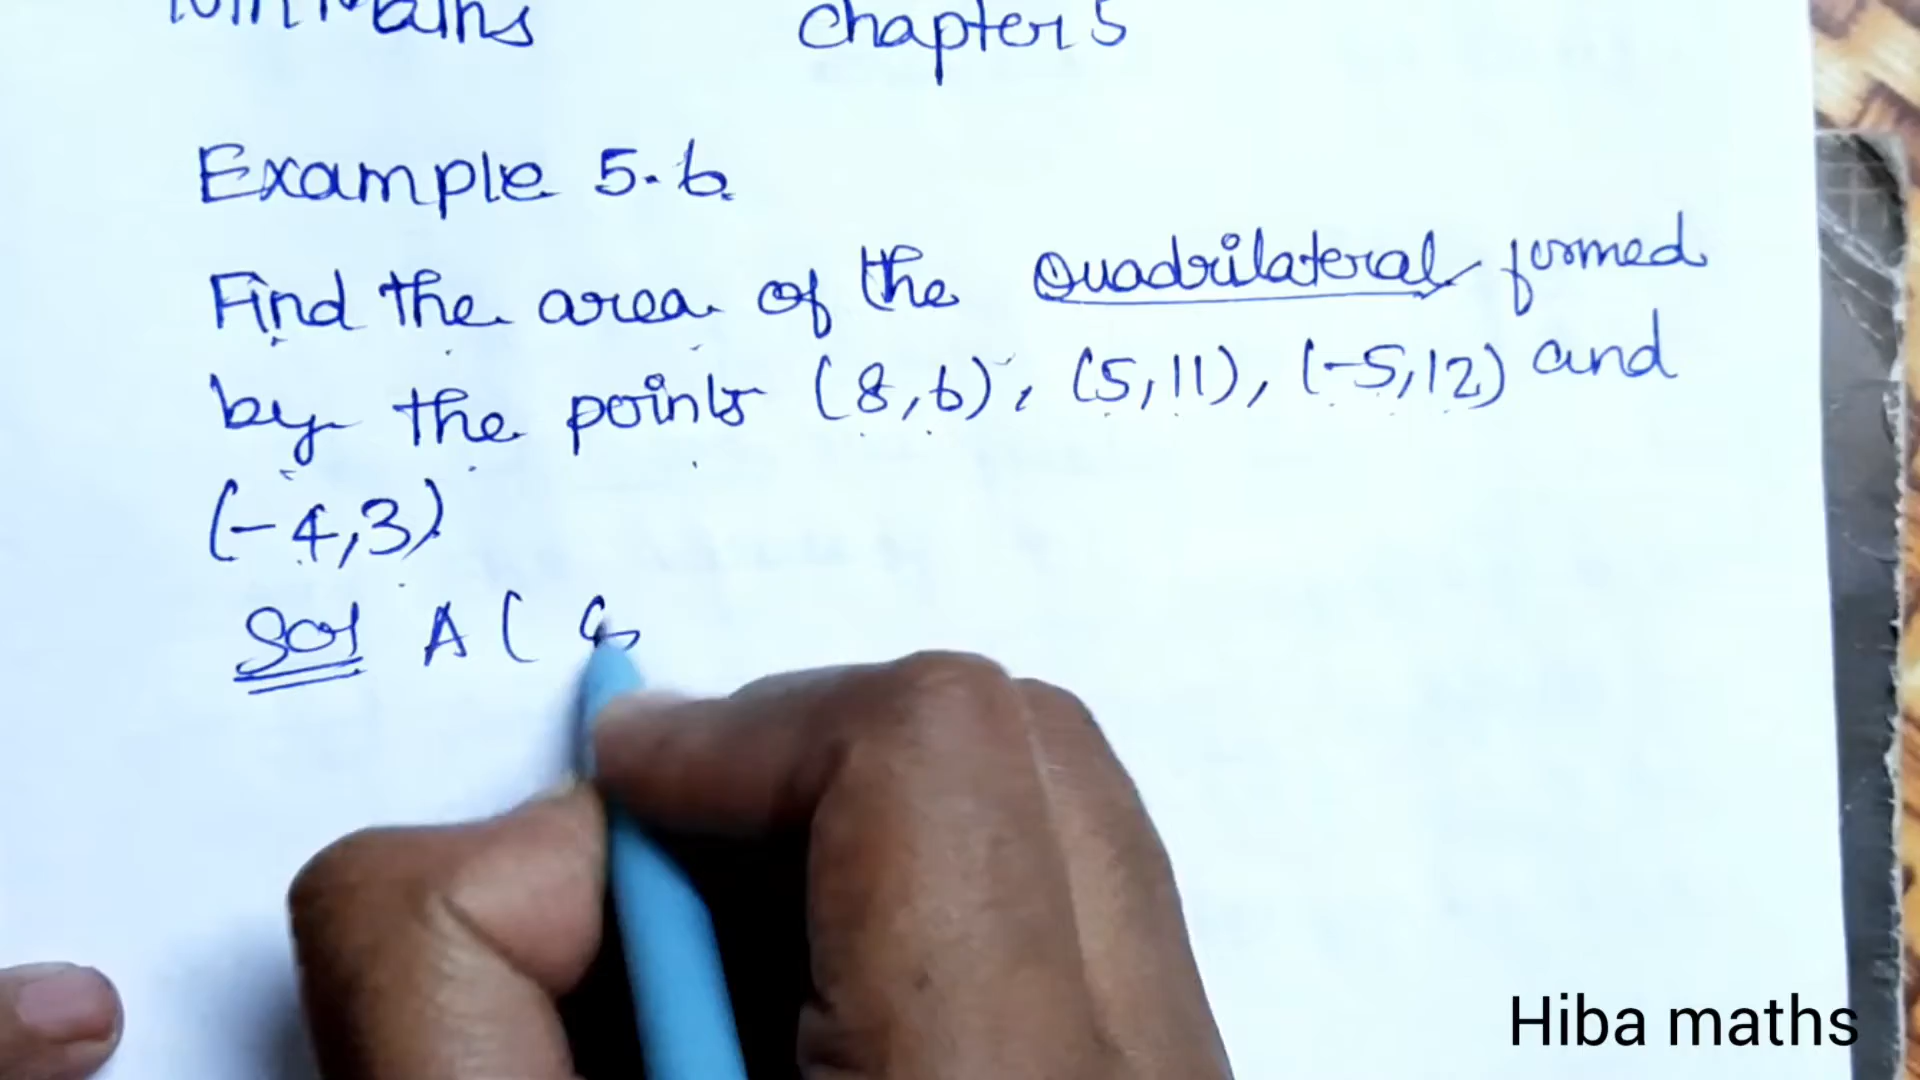 Maths Chapter 5
Example 5.6
Find the area of the Quadrilateral formed
by the points (8,6), (5,11), (-5,12) and
(-4,3)
Sol A (
Hiba maths